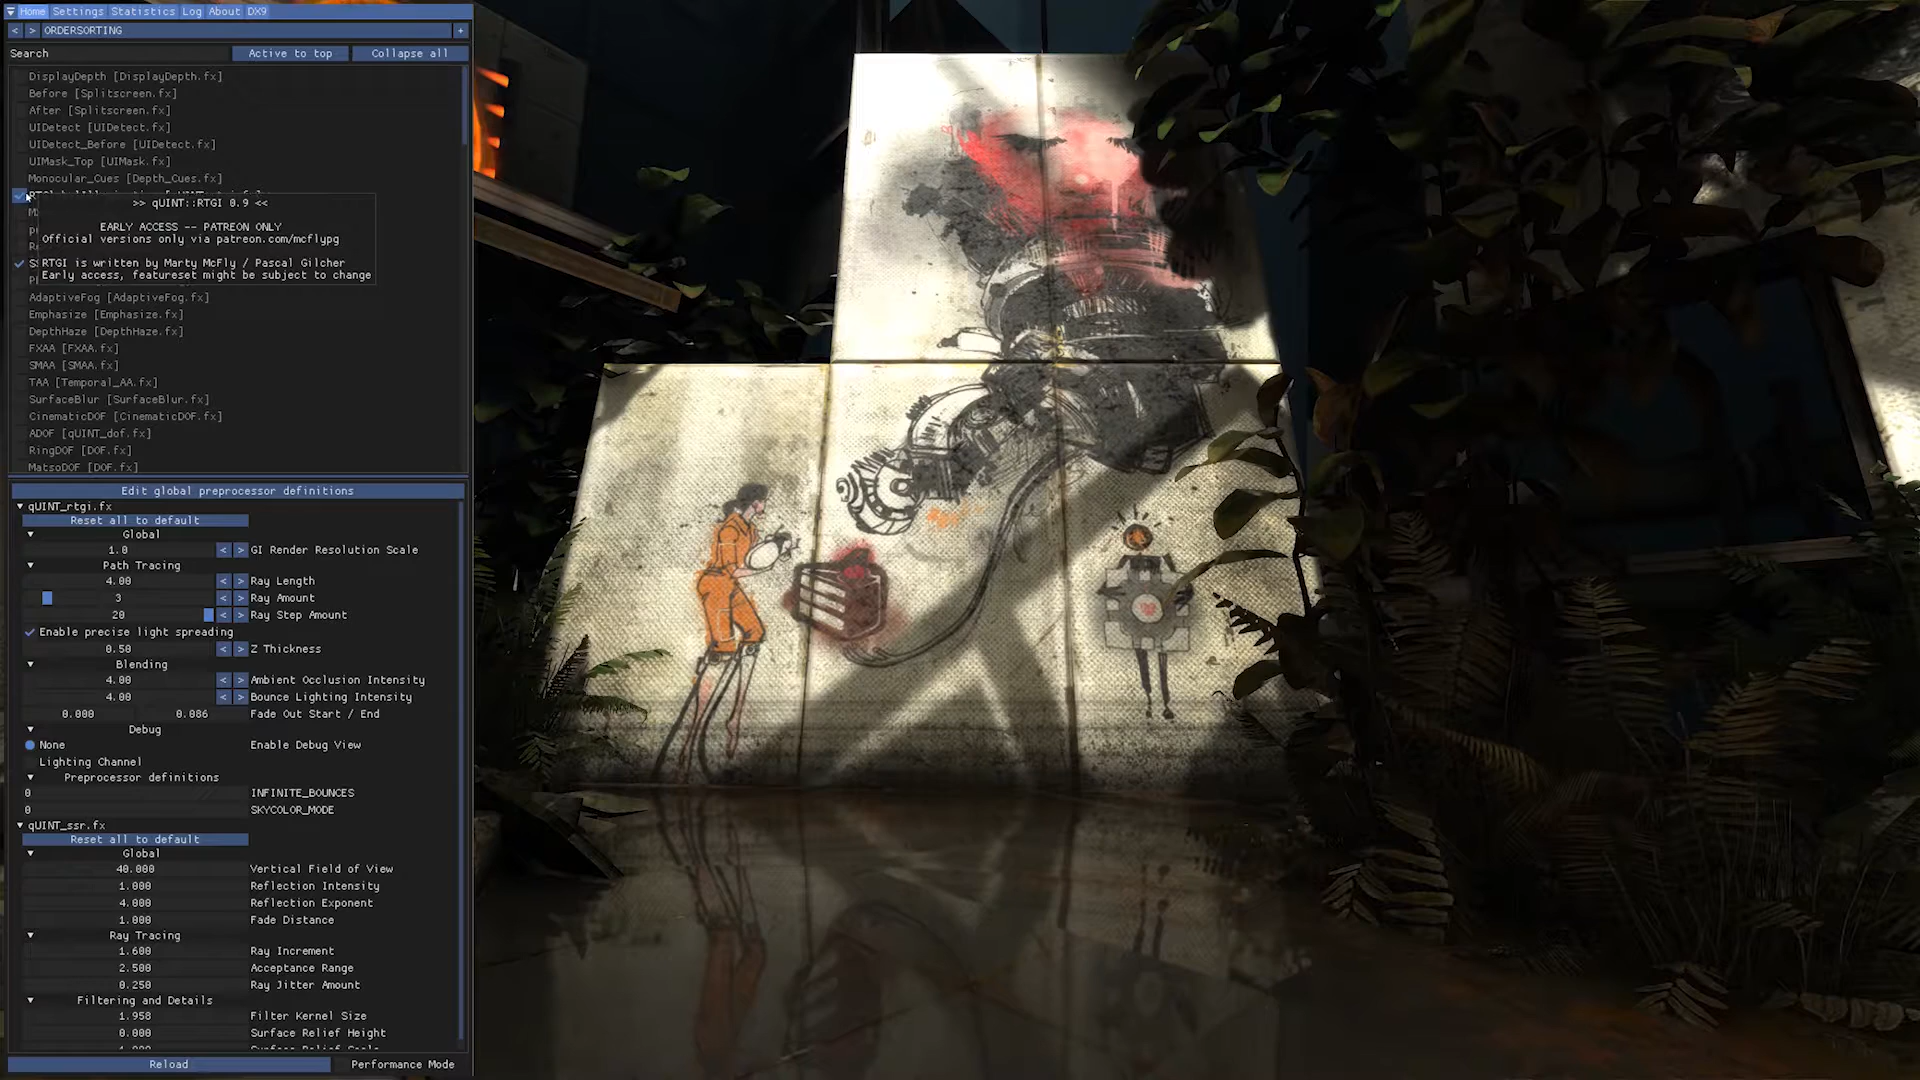 Home Settings Statistics Log About DX9
< > ORDERSORTING +
Search Active to top Collapse all
DisplayDepth [DisplayDepth.fx]
Before [Splitscreen.fx]
After [Splitscreen.fx]
UIDetect [UIDetect.fx]
UIDetect_Before [UIDetect.fx]
UIMask_Top [UIMask.fx]
Monocular_Cues [Depth_Cues.fx]
>> qUINT::RTGI 0.9 <<
EARLY ACCESS -- PATREON ONLY
Official versions only via patreon.com/mcflypg
RTGI is written by Marty McFly / Pascal Gilcher
Early access, featureset might be subject to change
AdaptiveFog [AdaptiveFog.fx]
Emphasize [Emphasize.fx]
DepthHaze [DepthHaze.fx]
FXAA [FXAA.fx]
SMAA [SMAA.fx]
TAA [Temporal_AA.fx]
SurfaceBlur [SurfaceBlur.fx]
CinematicDOF [CinematicDOF.fx]
ADOF [qUINT_dof.fx]
RingDOF [DOF.fx]
MatsoDOF [DOF.fx]
Edit global preprocessor definitions
qUINT_rtgi.fx
Reset all to default
Global
1.0 < > GI Render Resolution Scale
Path Tracing
4.00 < > Ray Length
3 < > Ray Amount
20 < > Ray Step Amount
Enable precise light spreading
0.50 < > Z Thickness
Blending
4.00 < > Ambient Occlusion Intensity
4.00 < > Bounce Lighting Intensity
0.000 0.086 Fade Out Start / End
Debug
None Enable Debug View
Lighting Channel
Preprocessor definitions
0 INFINITE_BOUNCES
0 SKYCOLOR_MODE
qUINT_ssr.fx
Reset all to default
Global
40.000 Vertical Field of View
1.000 Reflection Intensity
4.000 Reflection Exponent
1.000 Fade Distance
Ray Tracing
1.600 Ray Increment
2.500 Acceptance Range
0.250 Ray Jitter Amount
Filtering and Details
1.958 Filter Kernel Size
0.000 Surface Relief Height
Reload Performance Mode